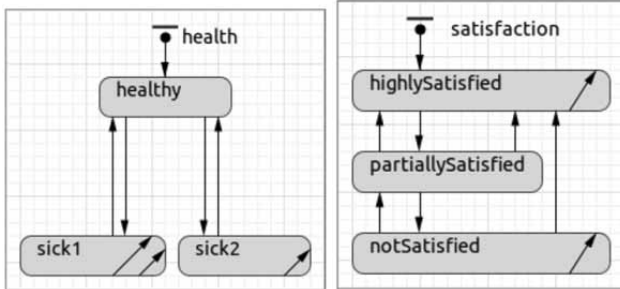 health
healthy
sick1
sick2
satisfaction
highlySatisfied
partiallySatisfied
notSatisfied